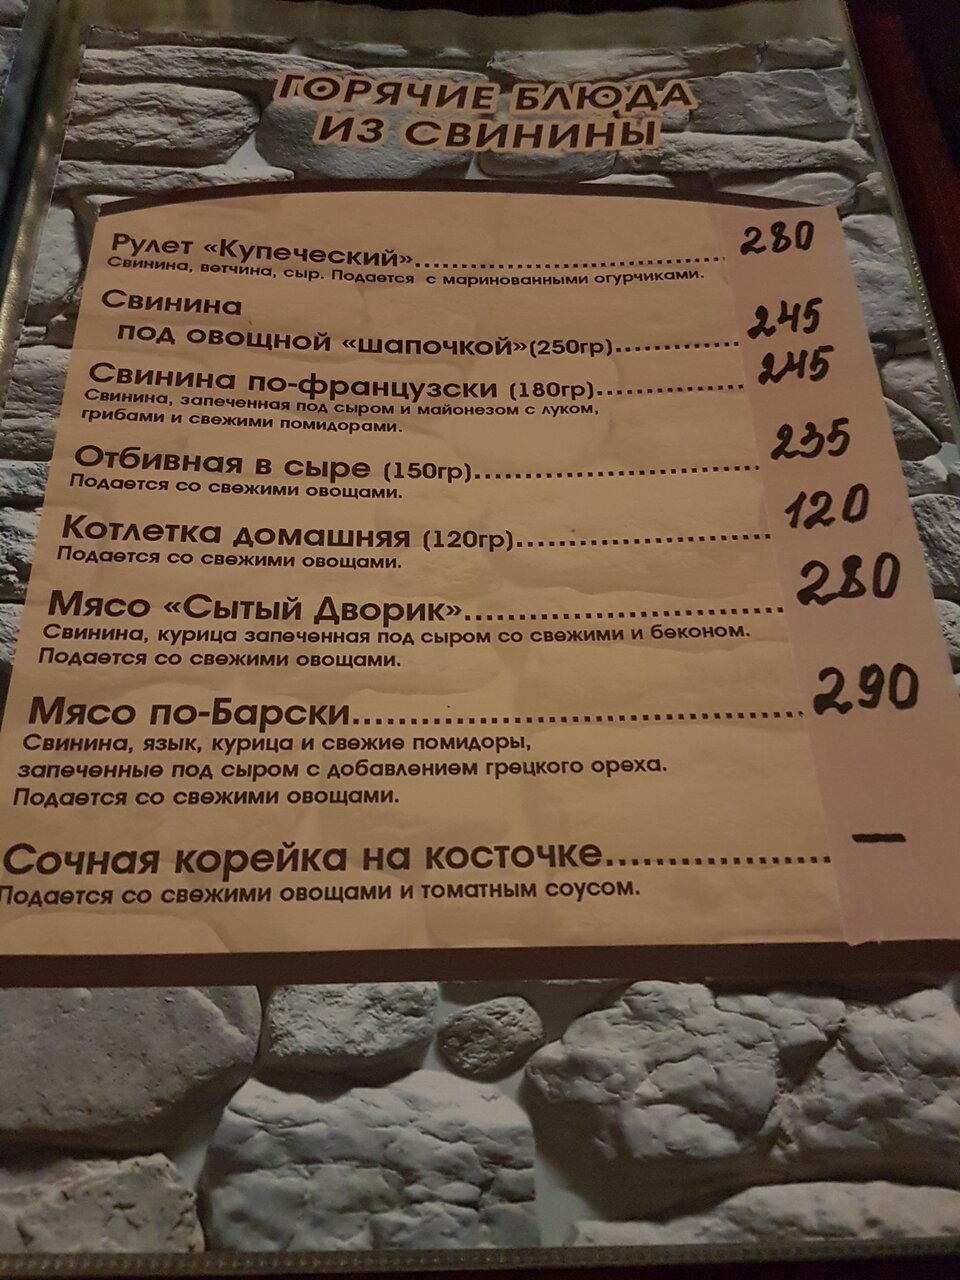 ГОРЯЧИЕ БЛЮДА
ИЗ СВИНИНЫ
Рулет «Купеческий»........................................ 280
Свинина, ветчина, сыр. Подается с маринованными огурчиками.
Свинина
под овощной «шапочкой»(250гр)................ 245
Свинина по-французски (180гр)................... 245
Свинина, запеченная под сыром и майонезом с луком,
грибами и свежими помидорами.
Отбивная в сыре (150гр)................................ 235
Подается со свежими овощами.
Котлетка домашняя (120гр)............................ 120
Подается со свежими овощами.
Мясо «Сытый Дворик»................................... 280
Свинина, курица запеченная под сыром со свежими и беконом.
Подается со свежими овощами.
Мясо по-Барски............................................... 290
Свинина, язык, курица и свежие помидоры,
запеченные под сыром с добавлением грецкого ореха.
Подается со свежими овощами.
Сочная корейка на косточке........................ —
Подается со свежими овощами и томатным соусом.